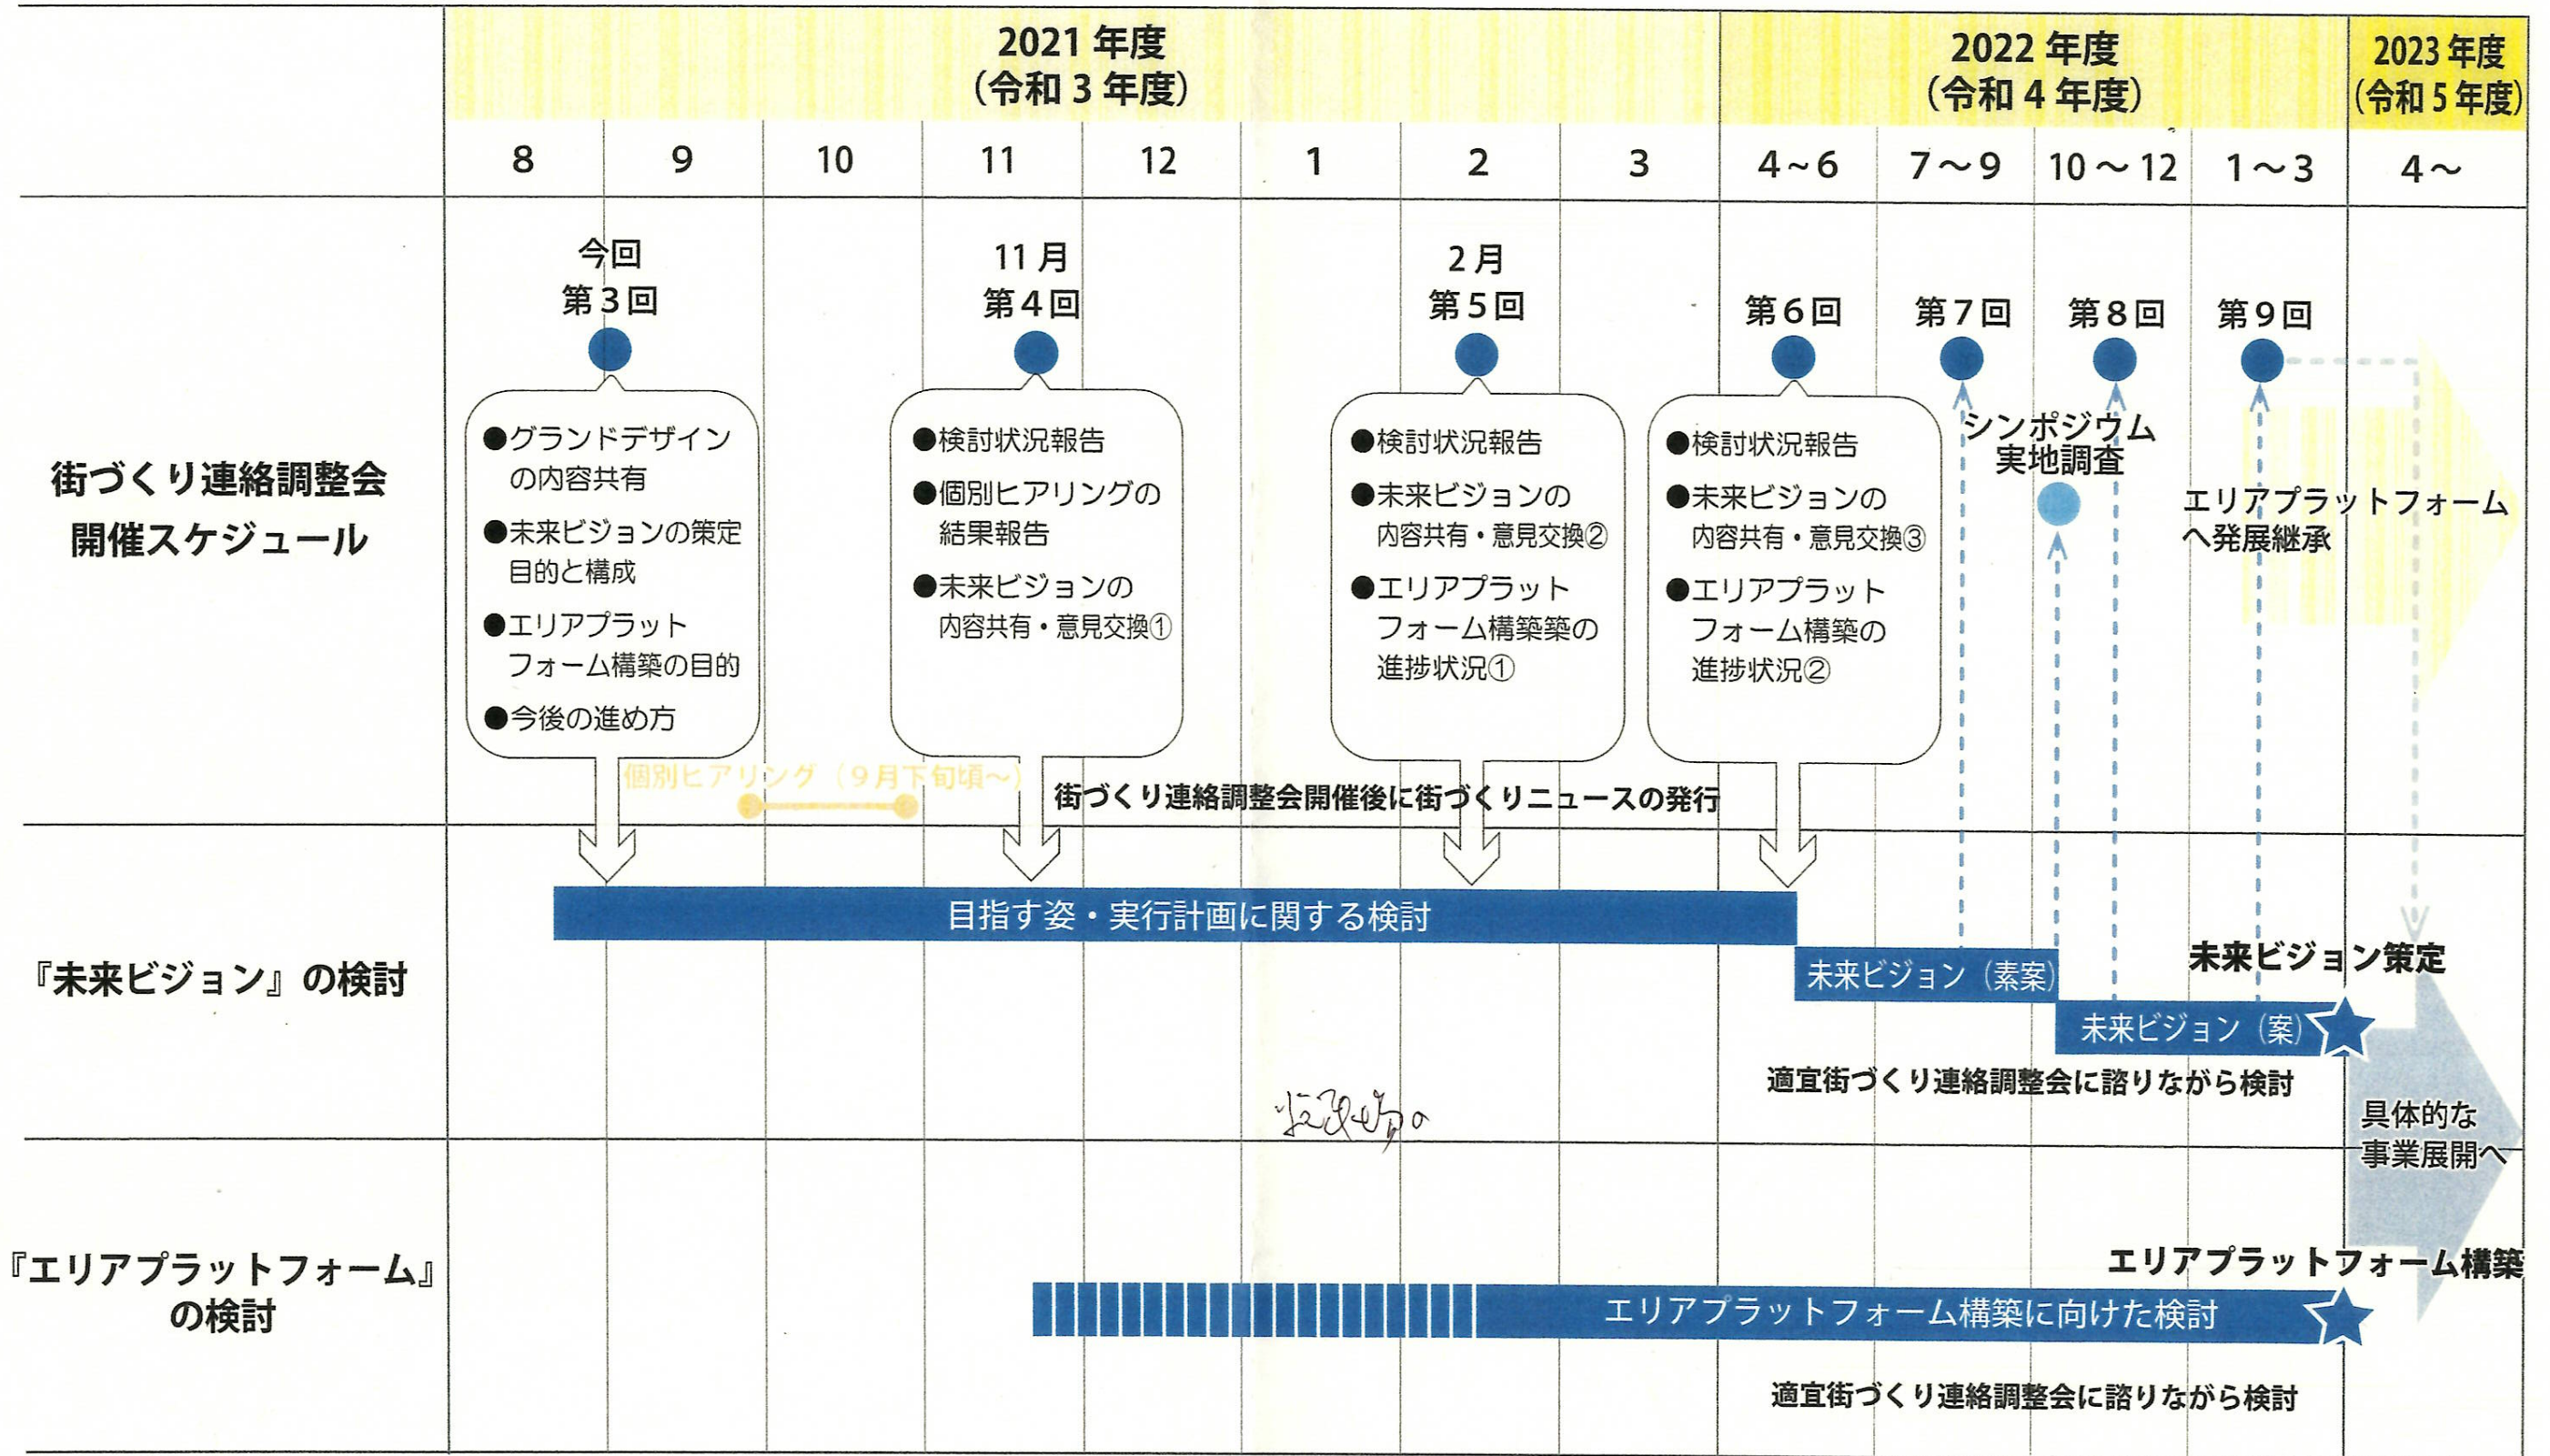 2021 年度
（令和 3 年度）
2022 年度
（令和 4 年度）
2023 年度
（令和 5 年度）
8
9
10
11
12
1
2
3
4~6
7～9
10～12
1～3
4～
街づくり連絡調整会
開催スケジュール
今回
第３回
●グランドデザイン
の内容共有
●未来ビジョンの策定
目的と構成
●エリアプラット
フォーム構築の目的
●今後の進め方
11 月
第４回
●検討状況報告
●個別ヒアリングの
結果報告
●未来ビジョンの
内容共有・意見交換①
2 月
第５回
●検討状況報告
●未来ビジョンの
内容共有・意見交換②
●エリアプラット
フォーム構築築の
進捗状況①
第６回
●検討状況報告
●未来ビジョンの
内容共有・意見交換③
●エリアプラット
フォーム構築の
進捗状況②
第７回
第８回
第９回
シンポジウム
実地調査
エリアプラットフォーム
へ発展継承
個別ヒアリング（９月下旬頃～）
街づくり連絡調整会開催後に街づくりニュースの発行
『未来ビジョン』の検討
目指す姿・実行計画に関する検討
未来ビジョン（素案）
未来ビジョン策定
未来ビジョン（案）
適宜街づくり連絡調整会に諮りながら検討
具体的な
事業展開へ
『エリアプラットフォーム』
の検討
エリアプラットフォーム構築
エリアプラットフォーム構築に向けた検討
適宜街づくり連絡調整会に諮りながら検討